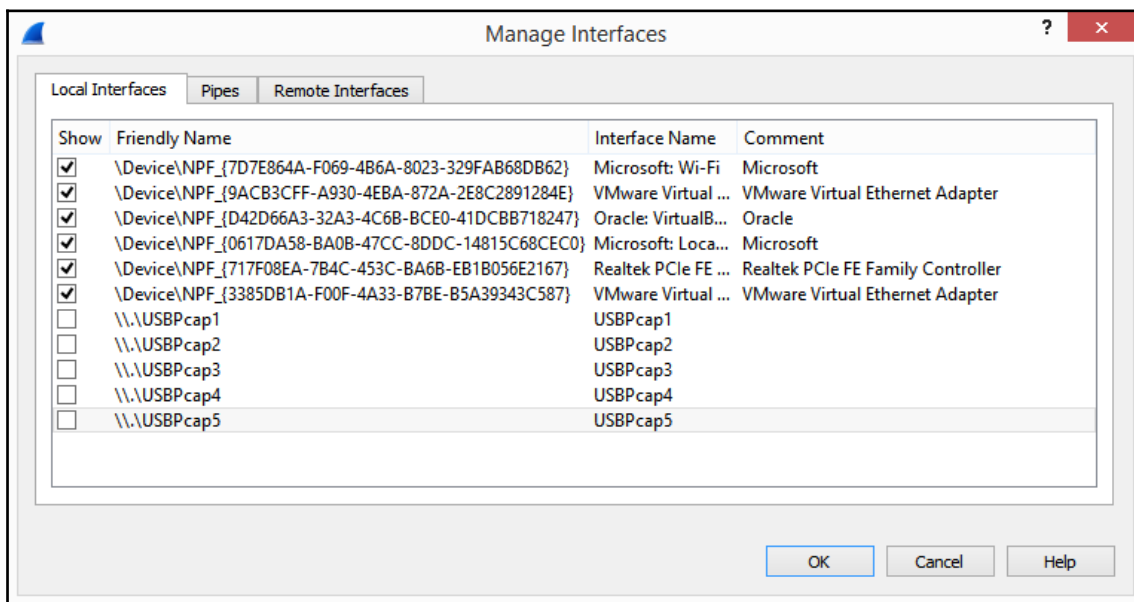 Manage Interfaces
?
Local Interfaces Pipes Remote Interfaces
Show Friendly Name Interface Name Comment
\Device\NPF_{7D7E864A-F069-4B6A-8023-329FAB68DB62} Microsoft: Wi-Fi Microsoft
\Device\NPF_{9ACB3CFF-A930-4EBA-872A-2E8C2891284E} VMware Virtual ... VMware Virtual Ethernet Adapter
\Device\NPF_{D42D66A3-32A3-4C6B-BCE0-41DCBB718247} Oracle: VirtualB... Oracle
\Device\NPF_{0617DA58-BA0B-47CC-8DDC-14815C68CEC0} Microsoft: Loca... Microsoft
\Device\NPF_{717F08EA-7B4C-453C-BA6B-EB1B056E2167} Realtek PCIe FE ... Realtek PCIe FE Family Controller
\Device\NPF_{3385DB1A-F00F-4A33-B7BE-B5A39343C587} VMware Virtual ... VMware Virtual Ethernet Adapter
\\.\USBPcap1 USBPcap1
\\.\USBPcap2 USBPcap2
\\.\USBPcap3 USBPcap3
\\.\USBPcap4 USBPcap4
\\.\USBPcap5 USBPcap5
OK Cancel Help